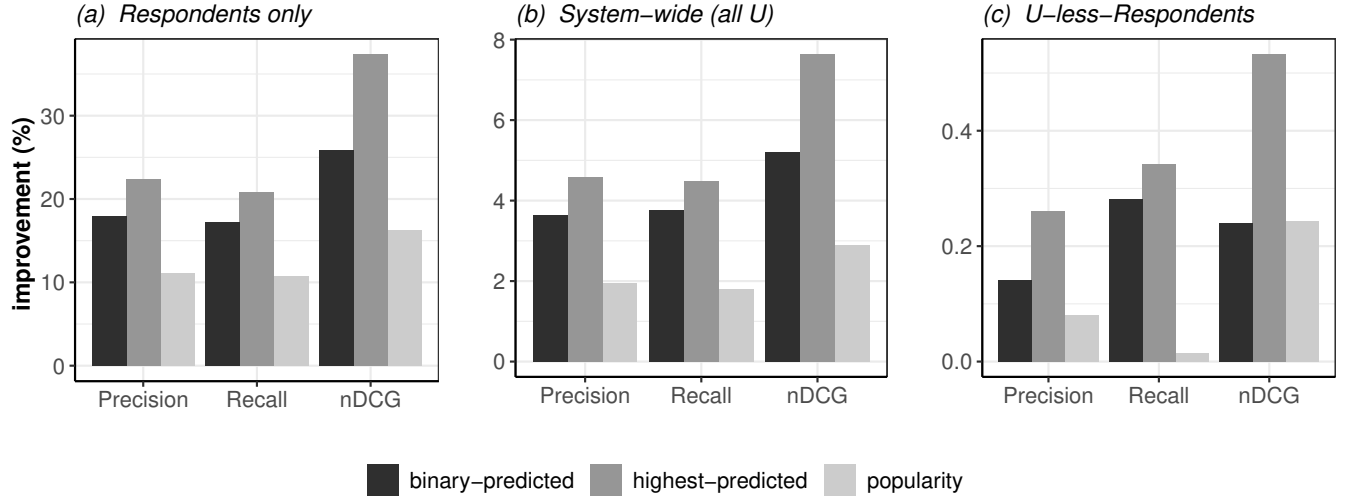 (a) Respondents only
(b) System−wide (all U)
(c) U−less−Respondents
improvement (%)
30
20
10
0
Precision Recall nDCG
8
6
4
2
0
Precision Recall nDCG
0.4
0.2
0.0
Precision Recall nDCG
binary−predicted highest−predicted popularity